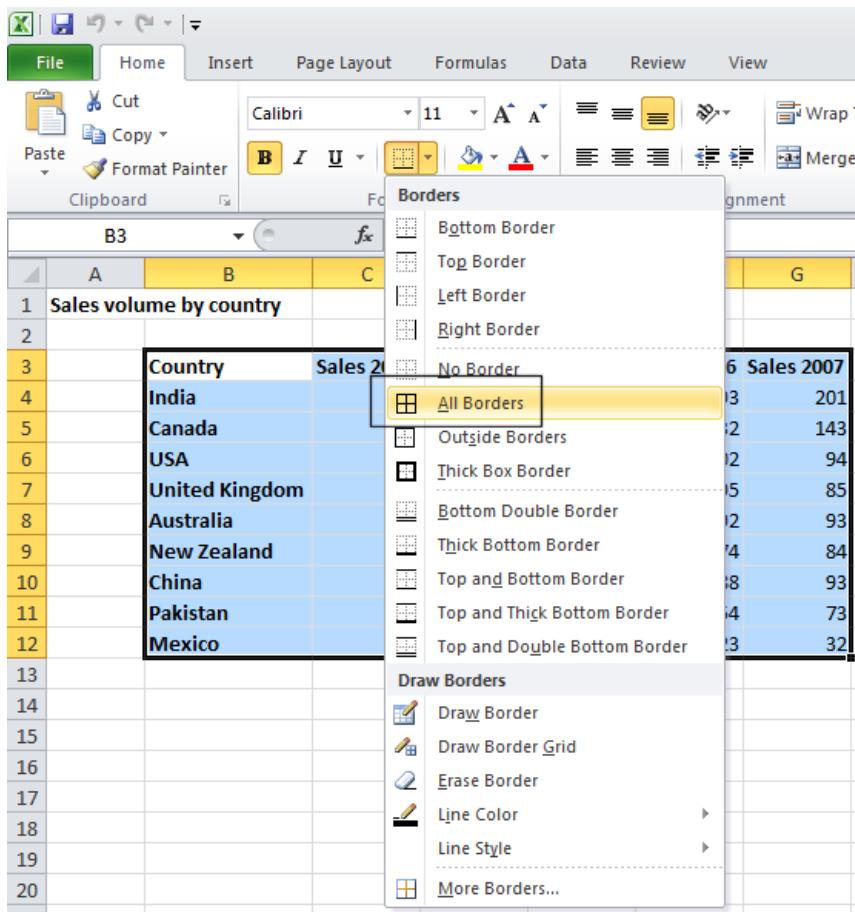 File Home Insert Page Layout Formulas Data Review View
Paste
Cut
Copy
Format Painter
Clipboard
Calibri 11 A A
Wrap
B I U A
Merge
Fo
gnment
B3 fx
A B C G
1 Sales volume by country
2
3 Country Sales 20 6 Sales 2007
4 India 201
5 Canada 143
6 USA 94
7 United Kingdom 85
8 Australia 93
9 New Zealand 84
10 China 93
11 Pakistan 73
12 Mexico 32
13
14
15
16
17
18
19
20
Borders
Bottom Border
Top Border
Left Border
Right Border
No Border
All Borders
Outside Borders
Thick Box Border
Bottom Double Border
Thick Bottom Border
Top and Bottom Border
Top and Thick Bottom Border
Top and Double Bottom Border
Draw Borders
Draw Border
Draw Border Grid
Erase Border
Line Color
Line Style
More Borders...